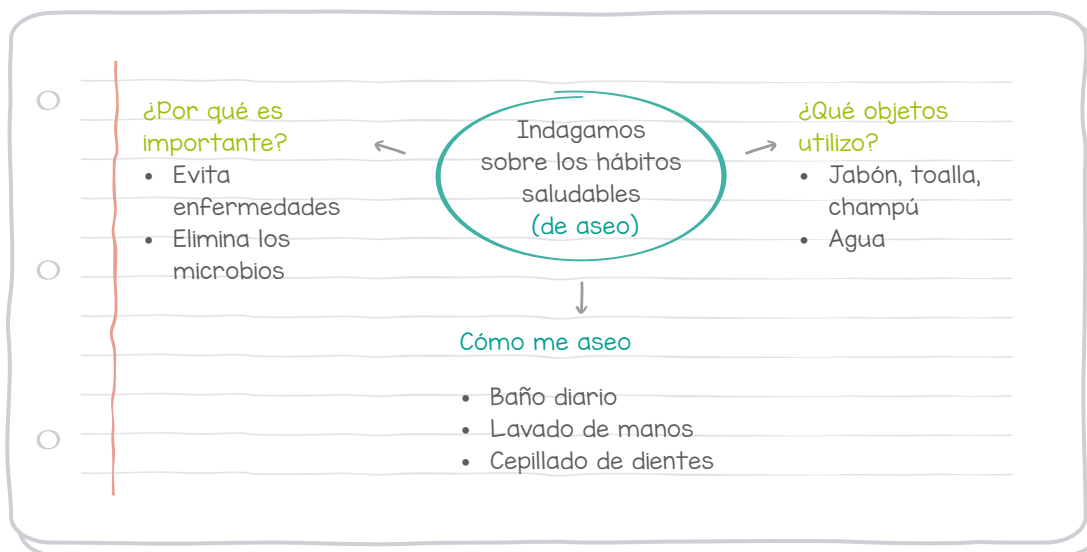 ¿Por qué es
importante?
• Evita
enfermedades
• Elimina los
microbios
Indagamos
sobre los hábitos
saludables
(de aseo)
¿Qué objetos
utilizo?
• Jabón, toalla,
champú
• Agua
Cómo me aseo
• Baño diario
• Lavado de manos
• Cepillado de dientes